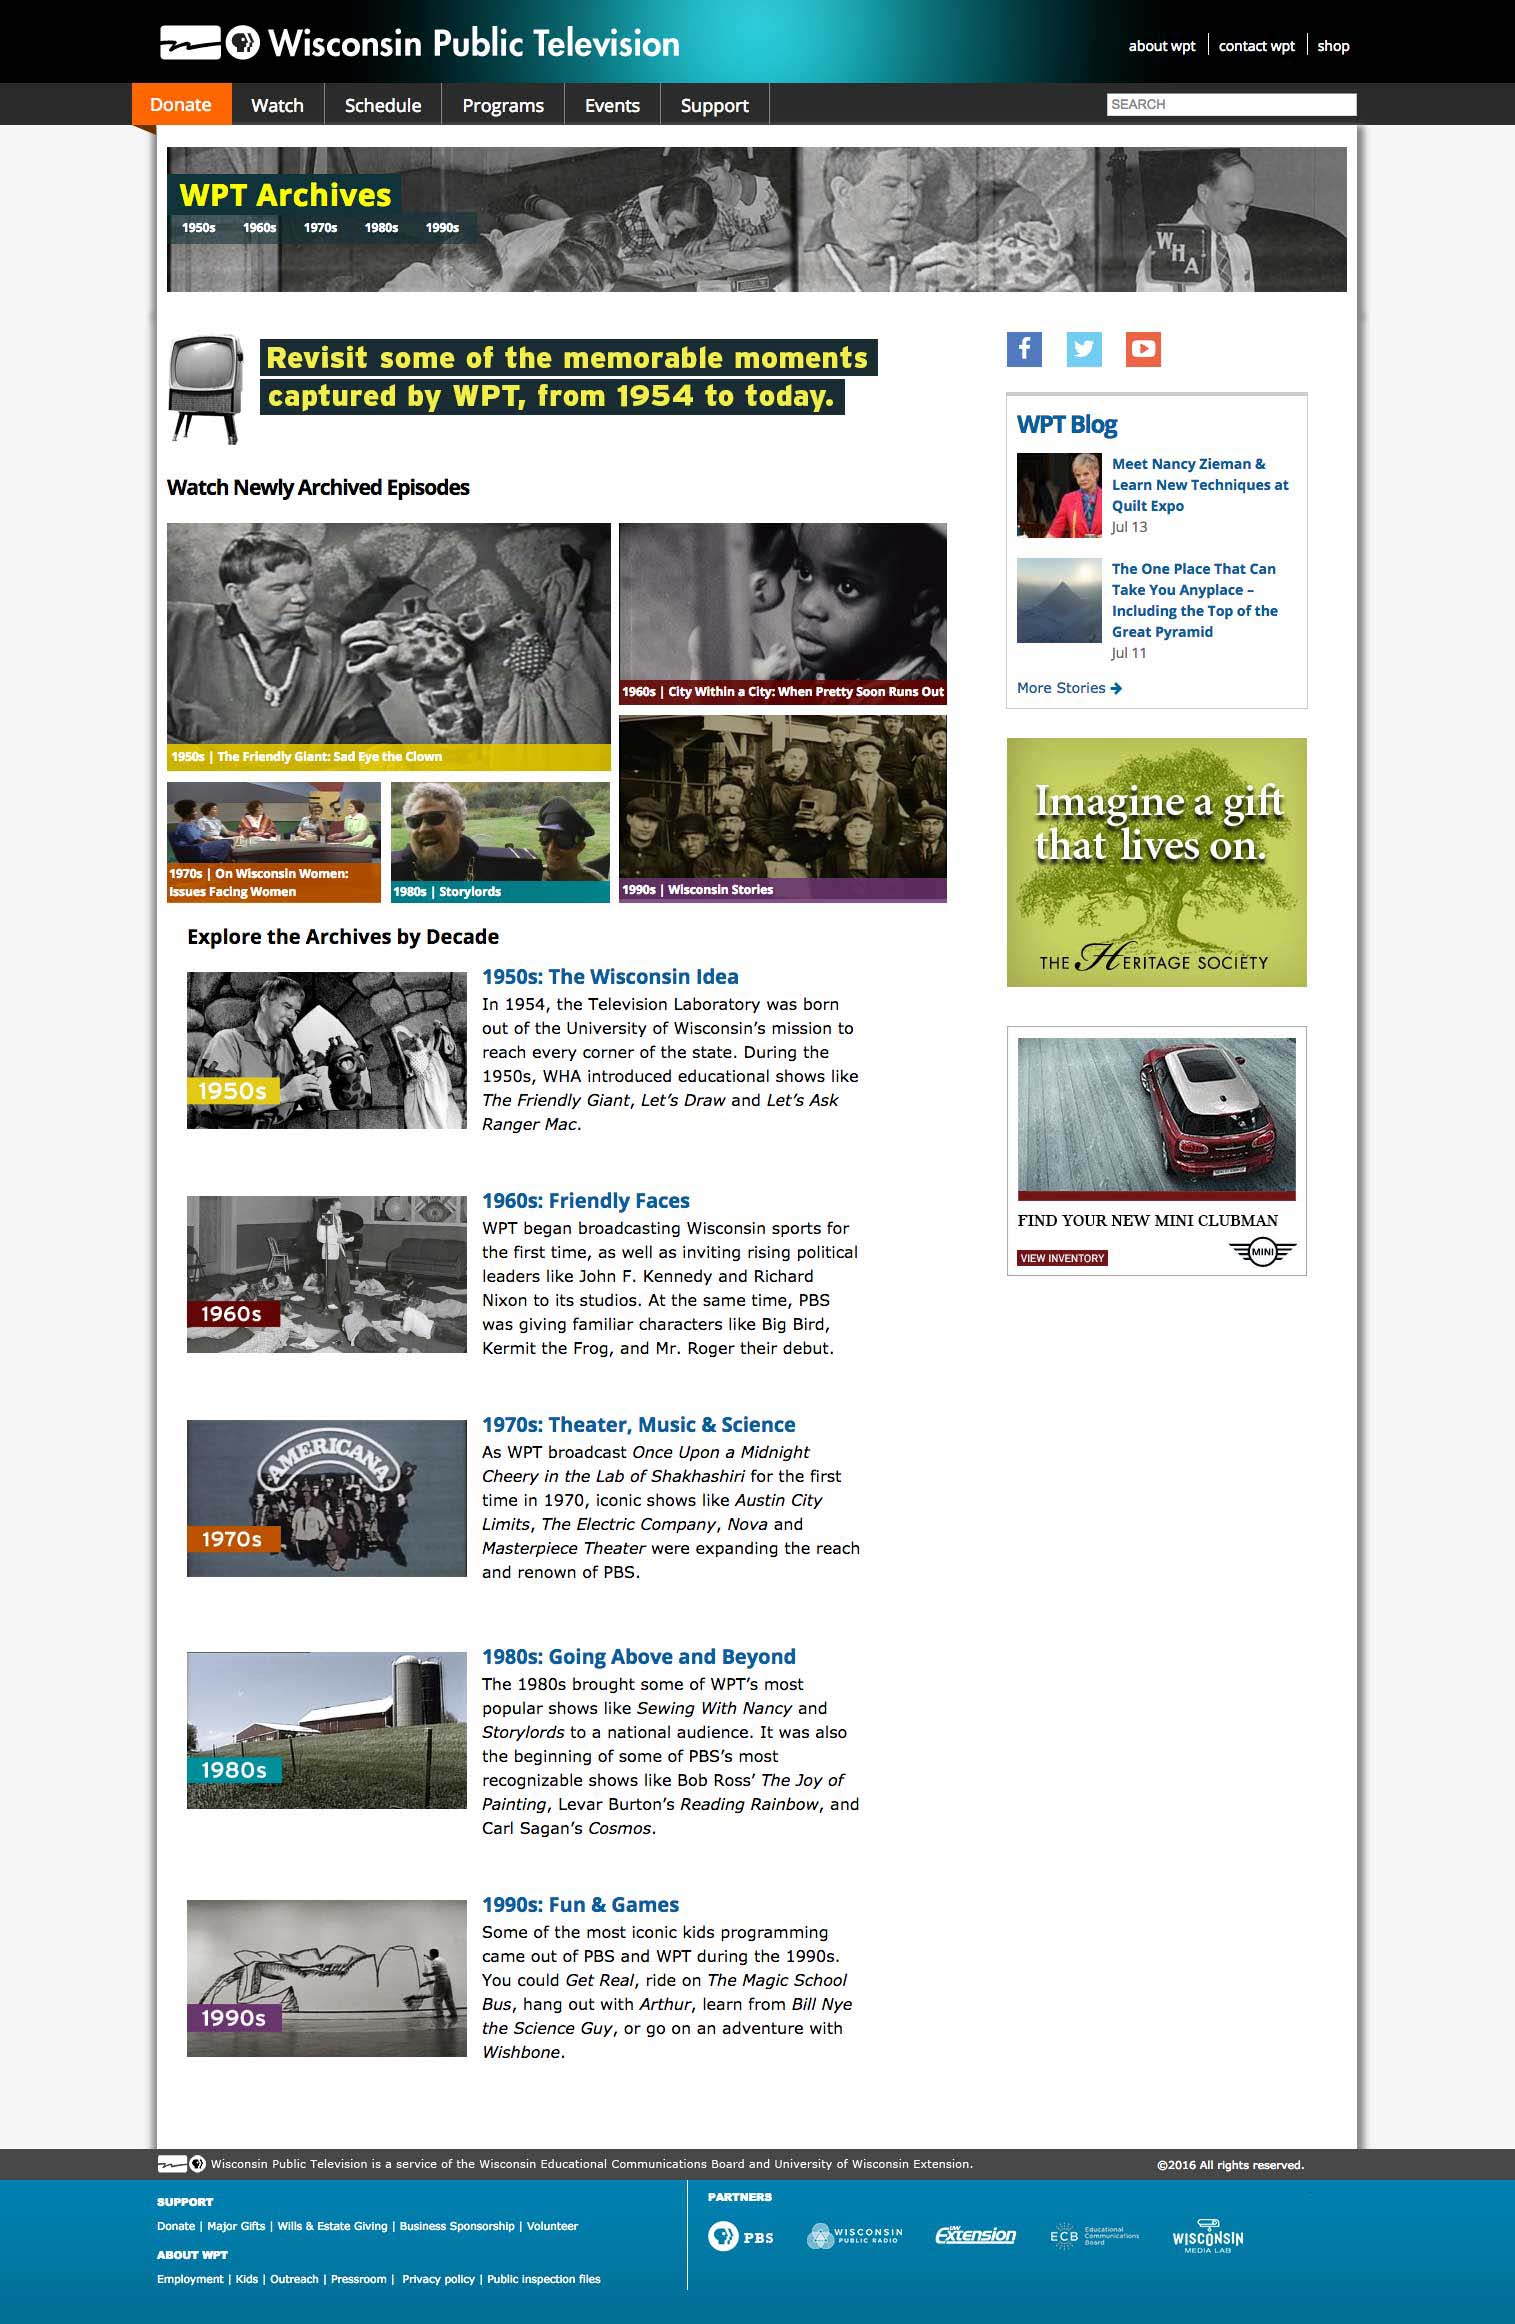 Wisconsin Public Television
about wpt
contact wpt
shop
Donate
Watch
Schedule
Programs
Events
Support
SEARCH
WPT Archives
1950s
1960s
1970s
1980s
1990s
WHA
Revisit some of the memorable moments
captured by WPT, from 1954 to today.
Watch Newly Archived Episodes
1950s | The Friendly Giant: Sad Eye the Clown
1960s | City Within a City: When Pretty Soon Runs Out
1970s | On Wisconsin Women:
Issues Facing Women
1980s | Storylords
1990s | Wisconsin Stories
Explore the Archives by Decade
1950s
1950s: The Wisconsin Idea
In 1954, the Television Laboratory was born
out of the University of Wisconsin's mission to
reach every corner of the state. During the
1950s, WHA introduced educational shows like
The Friendly Giant, Let's Draw and Let's Ask
Ranger Mac.
1960s
1960s: Friendly Faces
WPT began broadcasting Wisconsin sports for
the first time, as well as inviting rising political
leaders like John F. Kennedy and Richard
Nixon to its studios. At the same time, PBS
was giving familiar characters like Big Bird,
Kermit the Frog, and Mr. Roger their debut.
AMERICANA
1970s
1970s: Theater, Music & Science
As WPT broadcast Once Upon a Midnight
Cheery in the Lab of Shakhashiri for the first
time in 1970, iconic shows like Austin City
Limits, The Electric Company, Nova and
Masterpiece Theater were expanding the reach
and renown of PBS.
1980s
1980s: Going Above and Beyond
The 1980s brought some of WPT's most
popular shows like Sewing With Nancy and
Storylords to a national audience. It was also
the beginning of some of PBS's most
recognizable shows like Bob Ross' The Joy of
Painting, Levar Burton's Reading Rainbow, and
Carl Sagan's Cosmos.
1990s
1990s: Fun & Games
Some of the most iconic kids programming
came out of PBS and WPT during the 1990s.
You could Get Real, ride on The Magic School
Bus, hang out with Arthur, learn from Bill Nye
the Science Guy, or go on an adventure with
Wishbone.
WPT Blog
Meet Nancy Zieman &
Learn New Techniques at
Quilt Expo
Jul 13
The One Place That Can
Take You Anyplace –
Including the Top of the
Great Pyramid
Jul 11
More Stories
Imagine a gift
that lives on.
THE HERITAGE SOCIETY
FIND YOUR NEW MINI CLUBMAN
VIEW INVENTORY
MINI
Wisconsin Public Television is a service of the Wisconsin Educational Communications Board and University of Wisconsin Extension.
©2016 All rights reserved.
SUPPORT
Donate | Major Gifts | Wills & Estate Giving | Business Sponsorship | Volunteer
ABOUT WPT
Employment | Kids | Outreach | Pressroom | Privacy policy | Public inspection files
PARTNERS
PBS
WISCONSIN
PUBLIC RADIO
UW
Extension
ECB
Educational
Communications
Board
WISCONSIN
MEDIA LAB